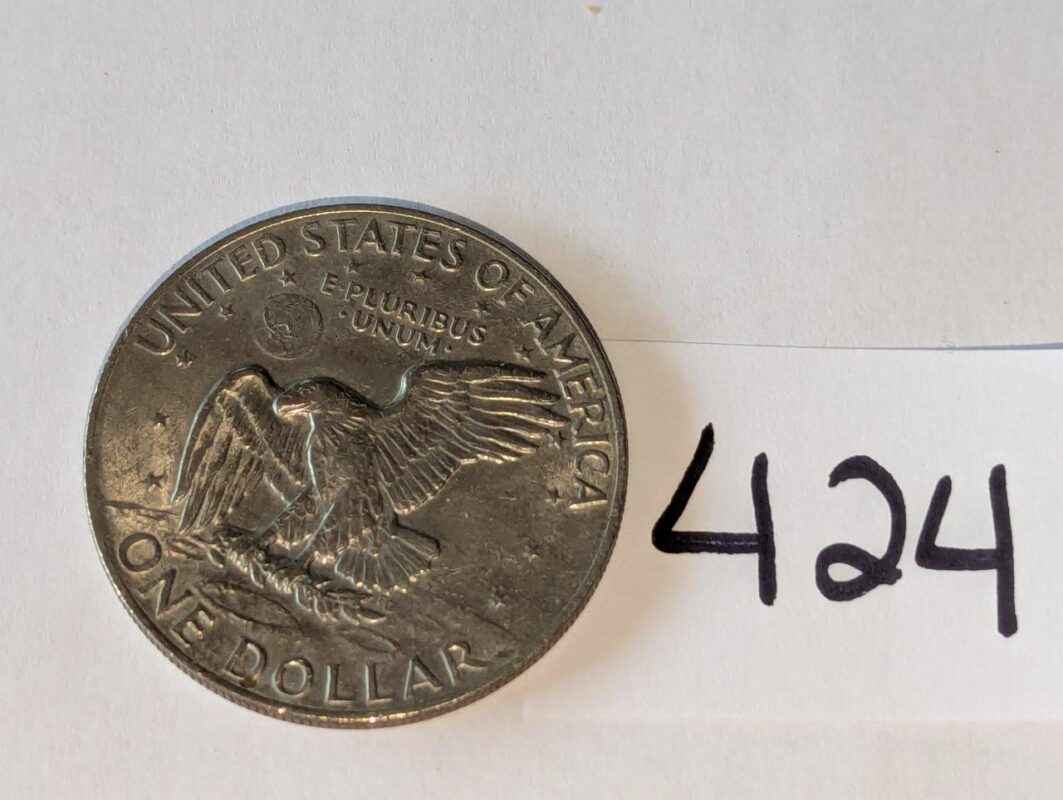 UNITED STATES OF AMERICA
E·PLURIBUS
·UNUM·
ONE DOLLAR
424